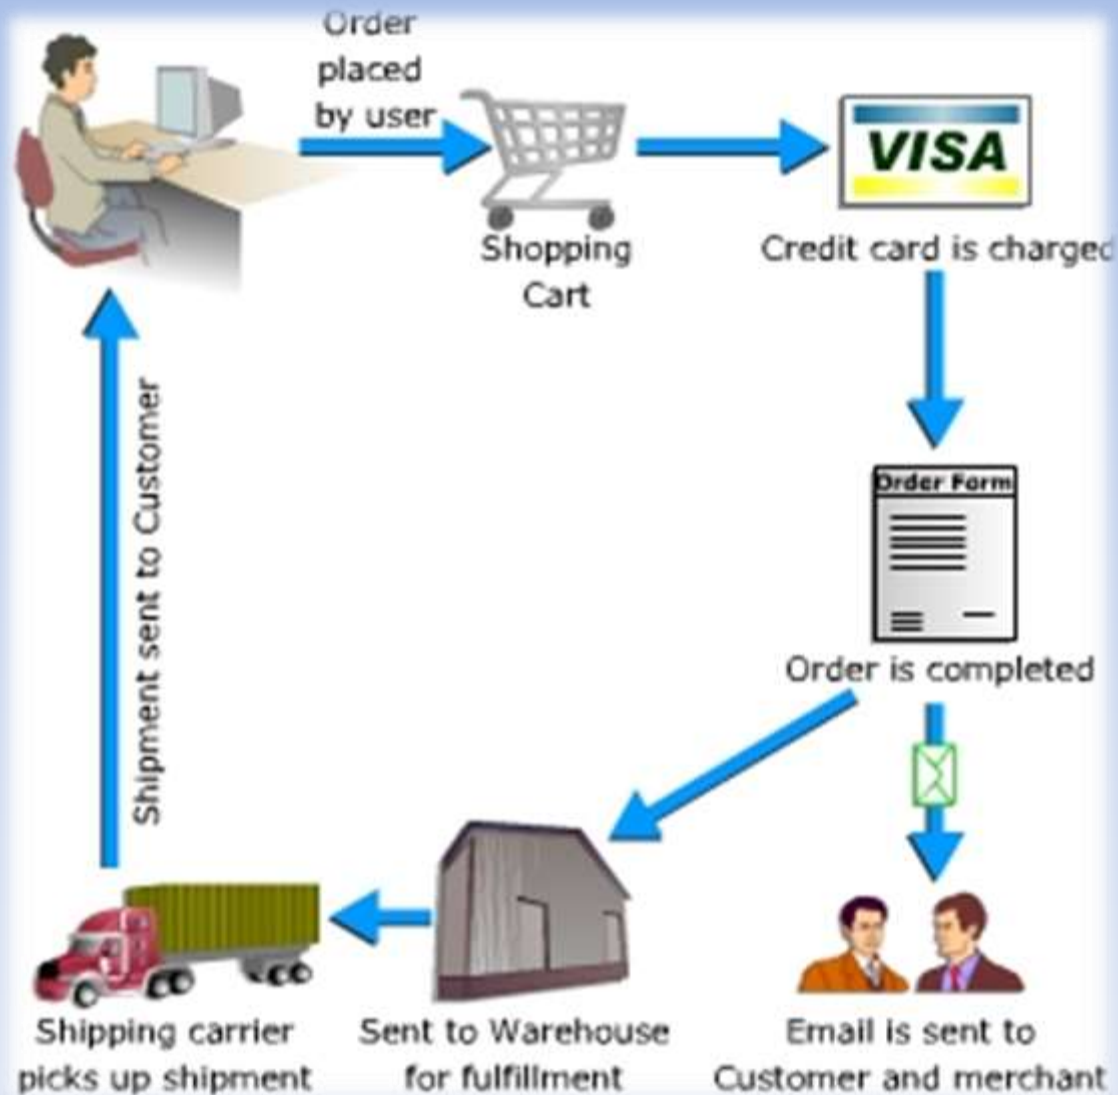 Order
placed
by user
VISA
Shopping
Cart
Credit card is charged
Shipment sent to Customer
Order Form
Order is completed
Shipping carrier
picks up shipment
Sent to Warehouse
for fulfillment
Email is sent to
Customer and merchant